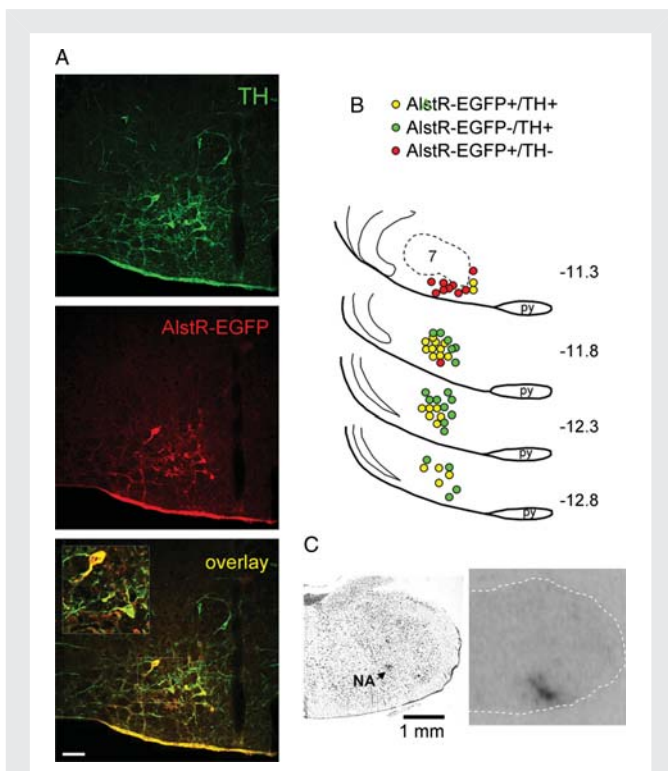 A
TH
AlstR-EGFP
overlay
B
AlstR-EGFP+/TH+
AlstR-EGFP-/TH+
AlstR-EGFP+/TH-
7
-11.3
py
-11.8
py
-12.3
py
-12.8
py
C
NA
1 mm